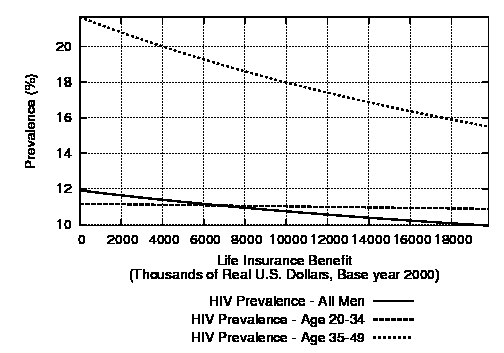 Prevalence (%)
20
18
16
14
12
10
0 2000 4000 6000 8000 10000 12000 14000 16000 18000
Life Insurance Benefit
(Thousands of Real U.S. Dollars, Base year 2000)
HIV Prevalence - All Men
HIV Prevalence - Age 20-34
HIV Prevalence - Age 35-49